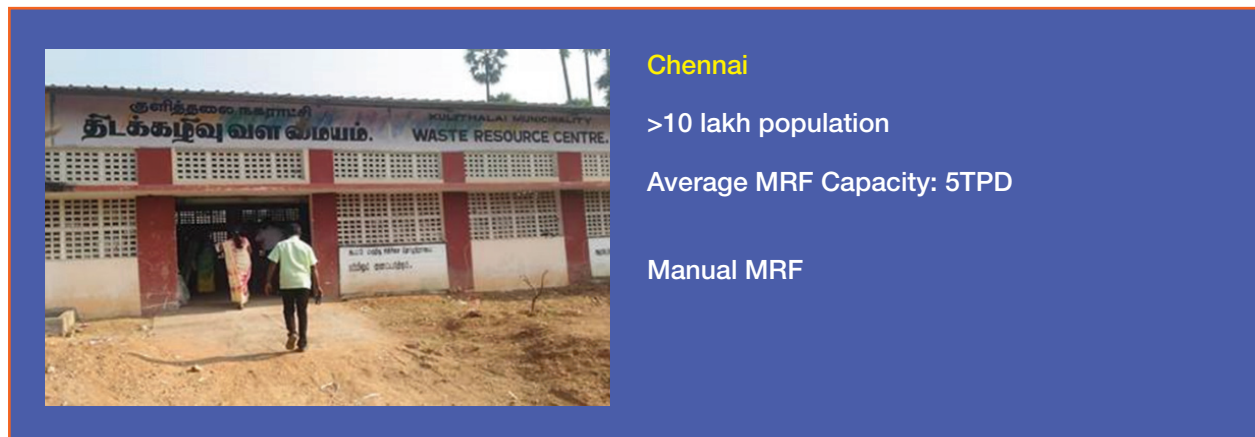 குளித்தலை நகராட்சி
திடக்கழிவு வள மையம்.
KULITHALAI MUNICIPALITY
WASTE RESOURCE CENTRE.
Chennai
>10 lakh population
Average MRF Capacity: 5TPD
Manual MRF